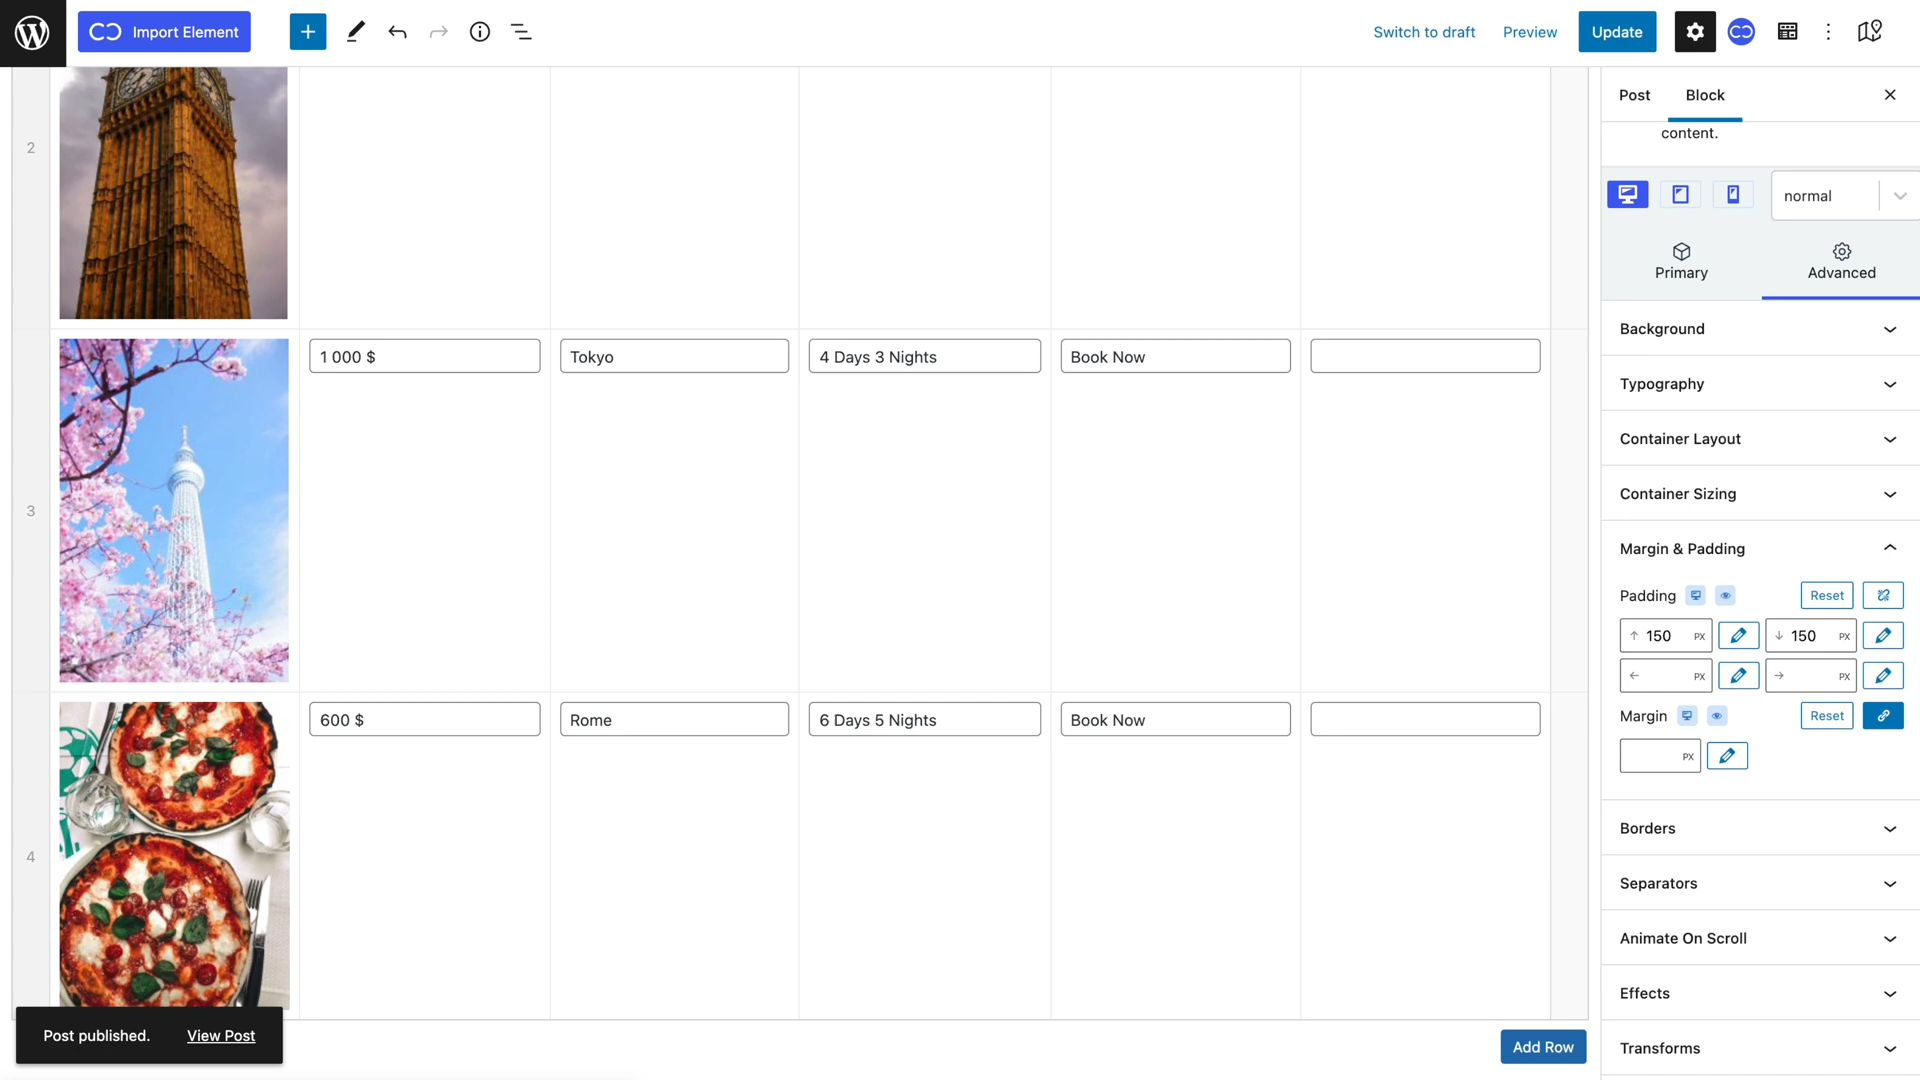 Import Element
Switch to draft
Preview
Update
Post
Block
content.
normal
Primary
Advanced
Background
Typography
Container Layout
Container Sizing
Margin & Padding
Padding
Reset
150 PX
150 PX
PX
PX
Margin
Reset
PX
Borders
Separators
Animate On Scroll
Effects
Transforms
2
3
1 000 $
Tokyo
4 Days 3 Nights
Book Now
4
600 $
Rome
6 Days 5 Nights
Book Now
Post published.
View Post
Add Row